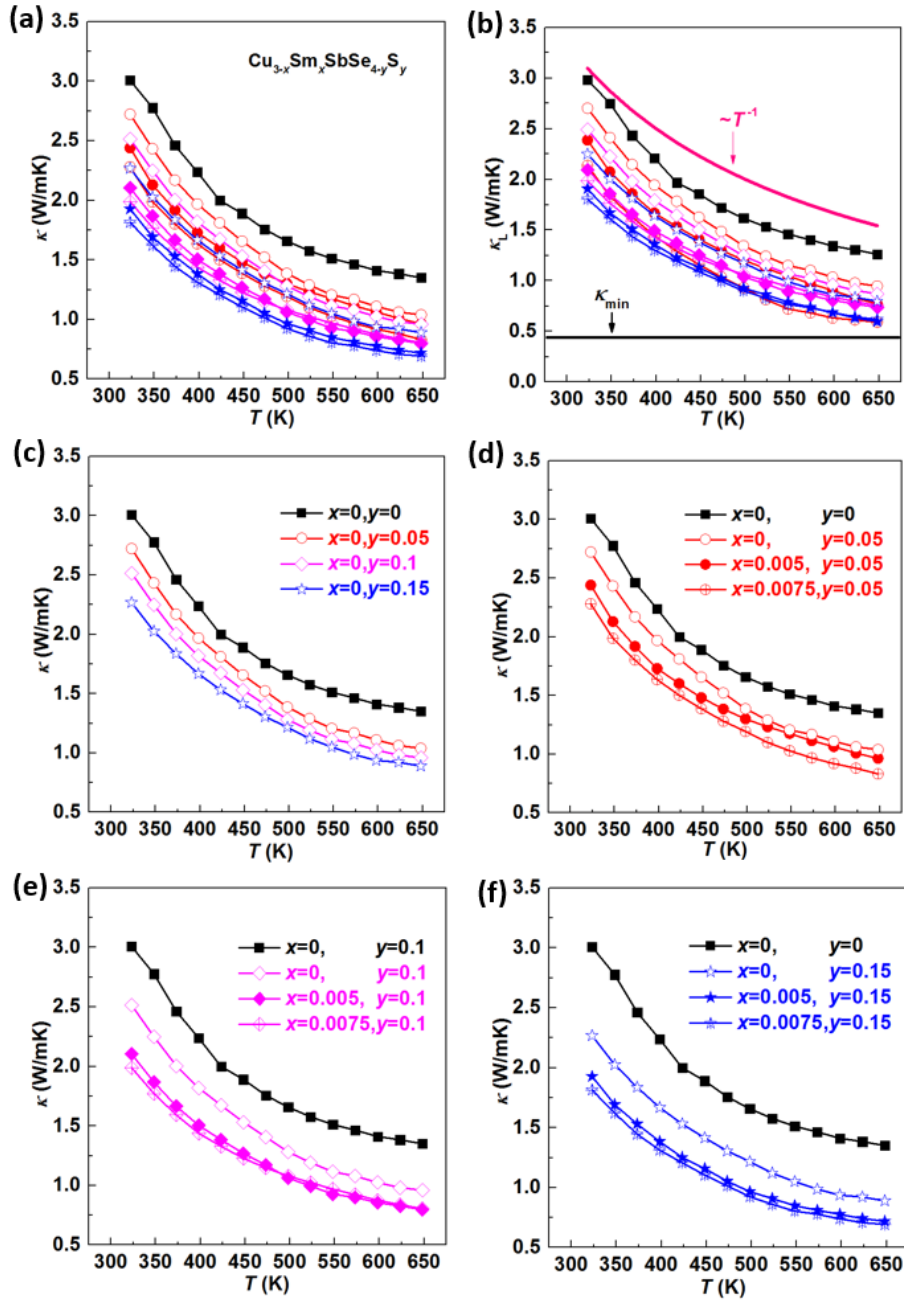 (a)
Cu3-xSmxSbSe4-ySy
3.5
3.0
2.5
2.0
1.5
1.0
0.5
κ (W/mK)
300 350 400 450 500 550 600 650
T (K)
(b)
~T-1
κmin
3.5
3.0
2.5
2.0
1.5
1.0
0.5
0.0
κL (W/mK)
300 350 400 450 500 550 600 650
T (K)
(c)
x=0,y=0
x=0,y=0.05
x=0,y=0.1
x=0,y=0.15
3.5
3.0
2.5
2.0
1.5
1.0
0.5
κ (W/mK)
300 350 400 450 500 550 600 650
T (K)
(d)
x=0, y=0
x=0, y=0.05
x=0.005, y=0.05
x=0.0075, y=0.05
3.5
3.0
2.5
2.0
1.5
1.0
0.5
κ (W/mK)
300 350 400 450 500 550 600 650
T (K)
(e)
x=0, y=0.1
x=0, y=0.1
x=0.005, y=0.1
x=0.0075, y=0.1
3.5
3.0
2.5
2.0
1.5
1.0
0.5
κ (W/mK)
300 350 400 450 500 550 600 650
T (K)
(f)
x=0, y=0
x=0, y=0.15
x=0.005, y=0.15
x=0.0075, y=0.15
3.5
3.0
2.5
2.0
1.5
1.0
0.5
κ (W/mK)
300 350 400 450 500 550 600 650
T (K)